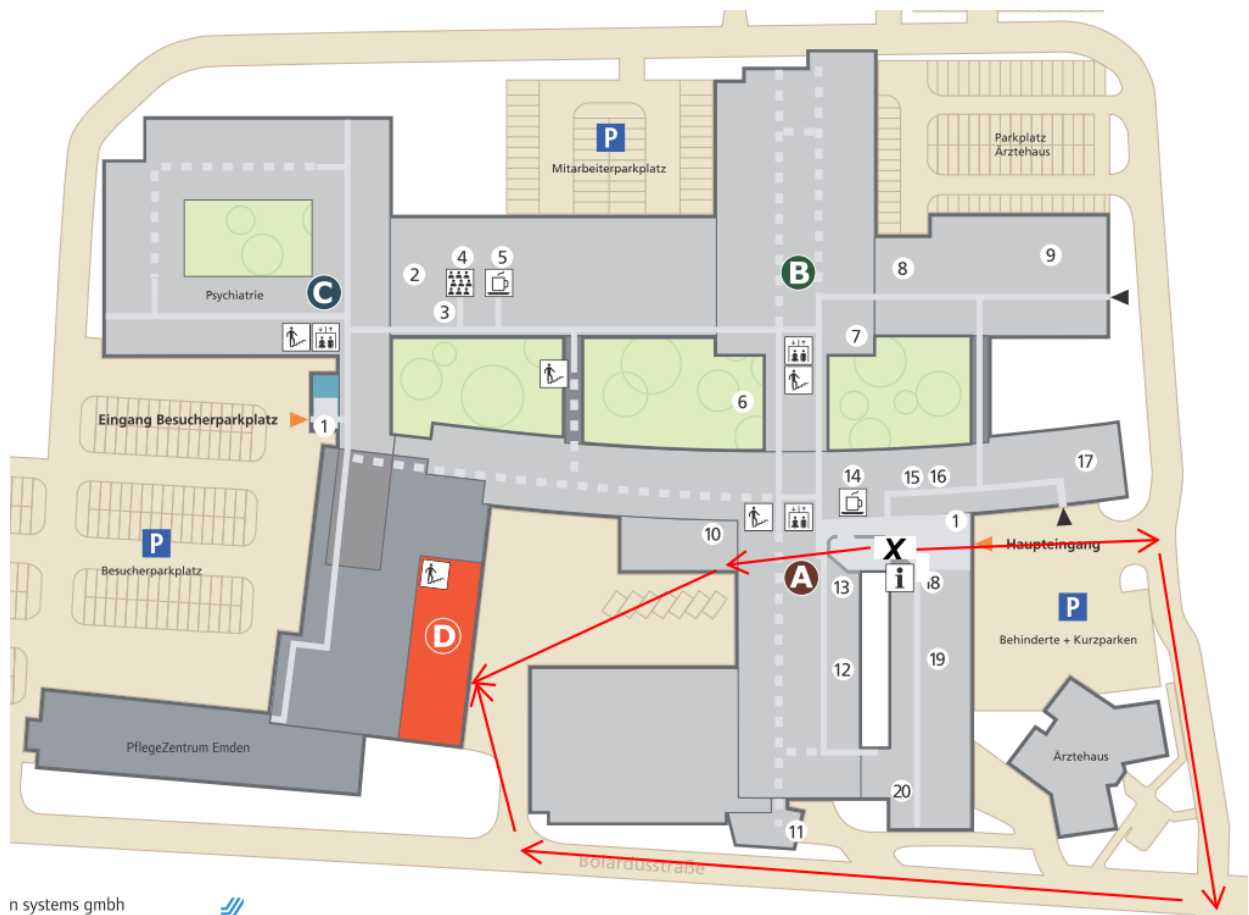 P
Mitarbeiterparkplatz
Parkplatz
Ärztehaus
4
5
B
2
8
9
Psychiatrie
C
3
7
6
Eingang Besucherparkplatz
1
14
15
16
17
10
1
P
Besucherparkplatz
X
Haupteingang
A
13
i
18
P
Behinderte + Kurzparken
D
12
19
PflegeZentrum Emden
Ärztehaus
20
11
Bolardusstraße
n systems gmbh